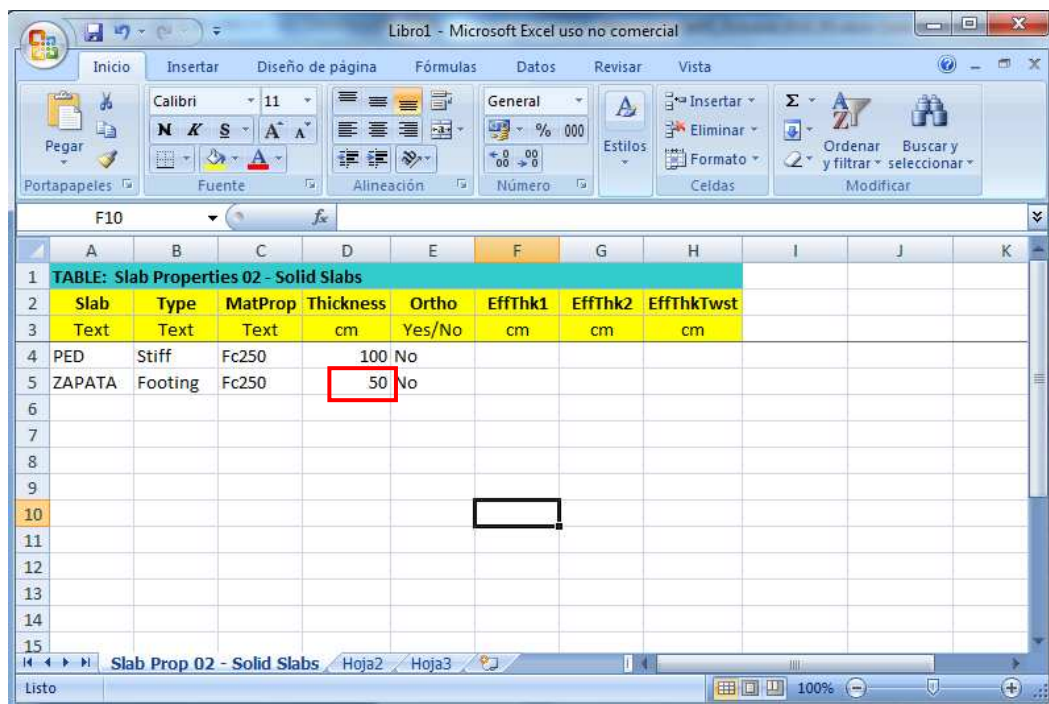 Libro1 - Microsoft Excel uso no comercial
Inicio Insertar Diseño de página Fórmulas Datos Revisar Vista
Pegar
Portapapeles
Calibri 11
N K S A A
A
Fuente
Alineación
General
% 000
Número
Estilos
Insertar
Eliminar
Formato
Celdas
Σ
Ordenar y filtrar
Buscar y seleccionar
Modificar
F10 fx
A B C D E F G H I J K
1 TABLE: Slab Properties 02 - Solid Slabs
2 Slab Type MatProp Thickness Ortho EffThk1 EffThk2 EffThkTwst
3 Text Text Text cm Yes/No cm cm cm
4 PED Stiff Fc250 100 No
5 ZAPATA Footing Fc250 50 No
6
7
8
9
10
11
12
13
14
15
Slab Prop 02 - Solid Slabs Hoja2 Hoja3
Listo 100%